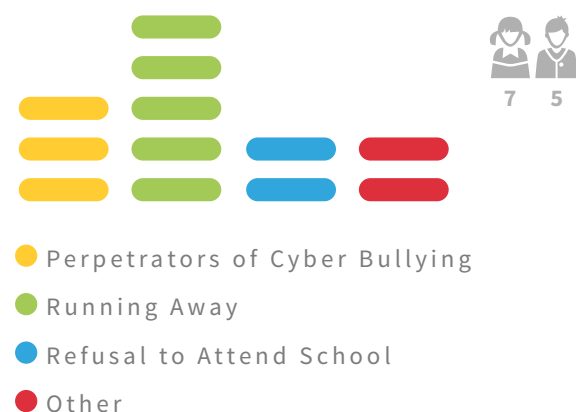 7 5
Perpetrators of Cyber Bullying
Running Away
Refusal to Attend School
Other